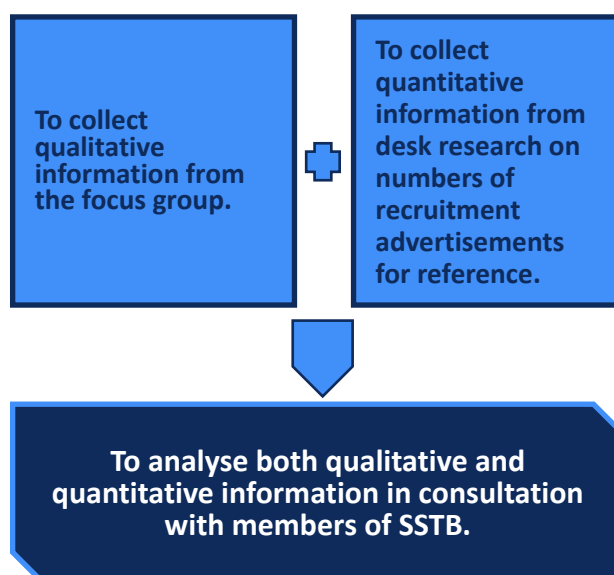 To collect
qualitative
information from
the focus group.
To collect
quantitative
information from
desk research on
numbers of
recruitment
advertisements
for reference.
To analyse both qualitative and
quantitative information in consultation
with members of SSTB.